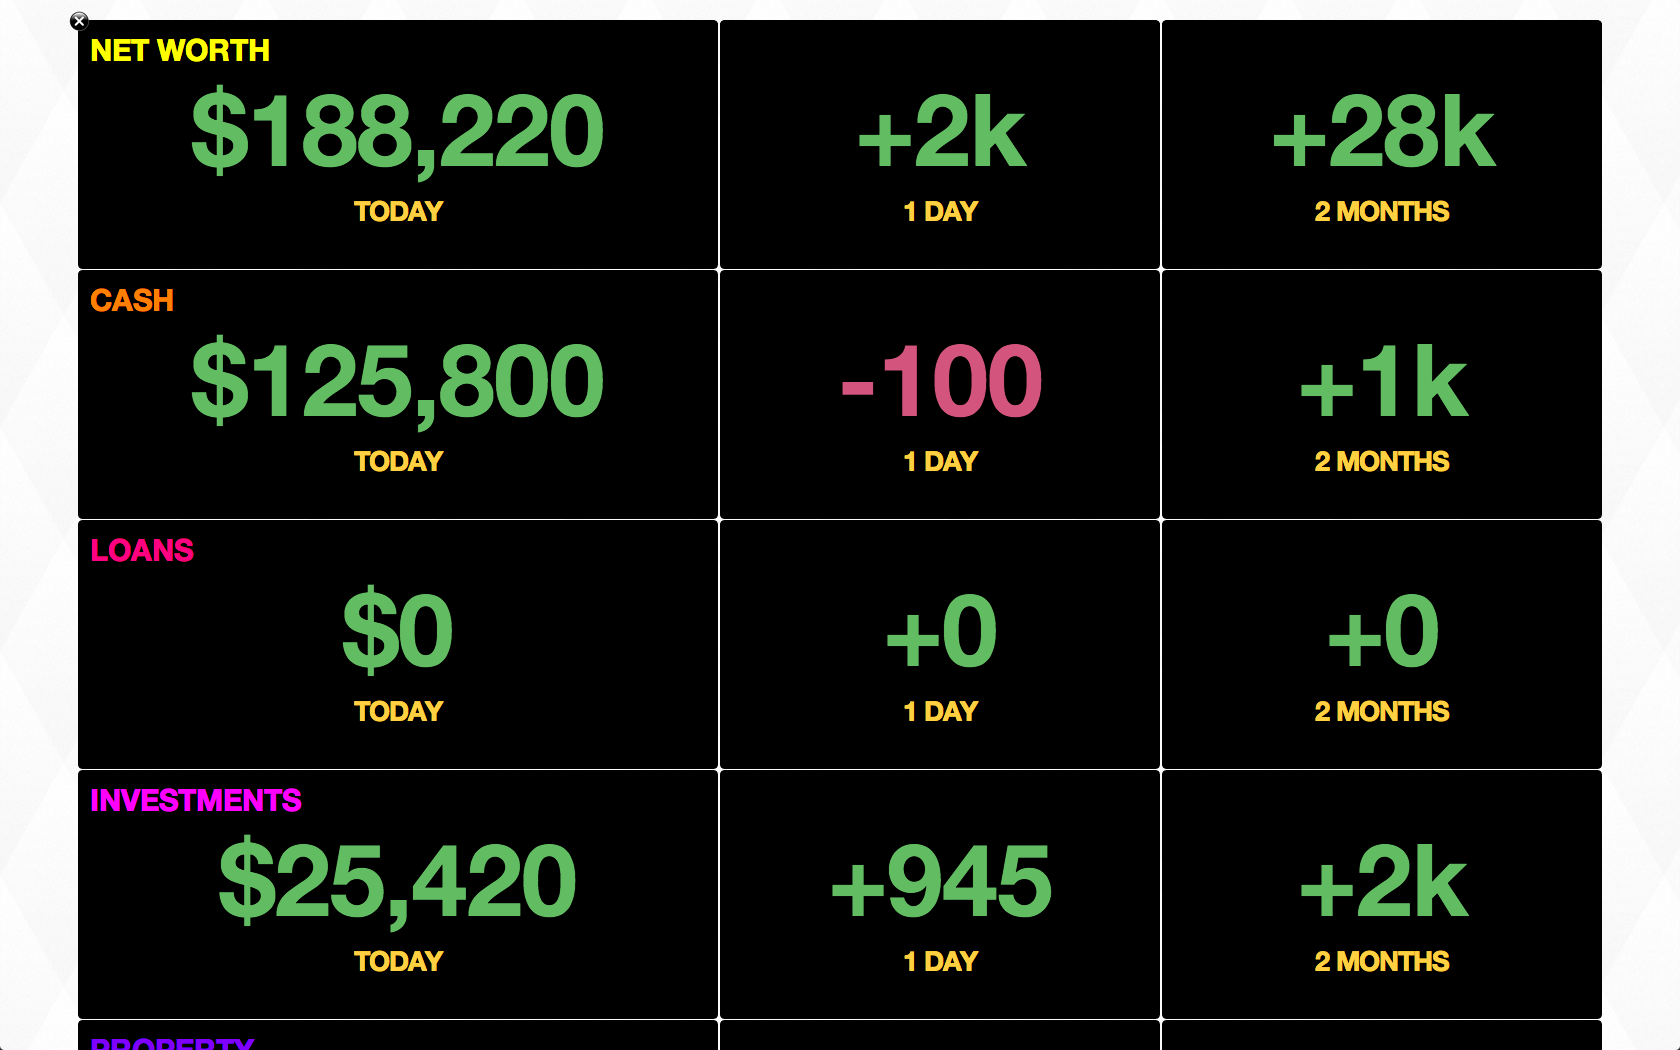 NET WORTH
$188,220
TODAY
+2k
1 DAY
+28k
2 MONTHS
CASH
$125,800
TODAY
-100
1 DAY
+1k
2 MONTHS
LOANS
$0
TODAY
+0
1 DAY
+0
2 MONTHS
INVESTMENTS
$25,420
TODAY
+945
1 DAY
+2k
2 MONTHS
PROPERTY